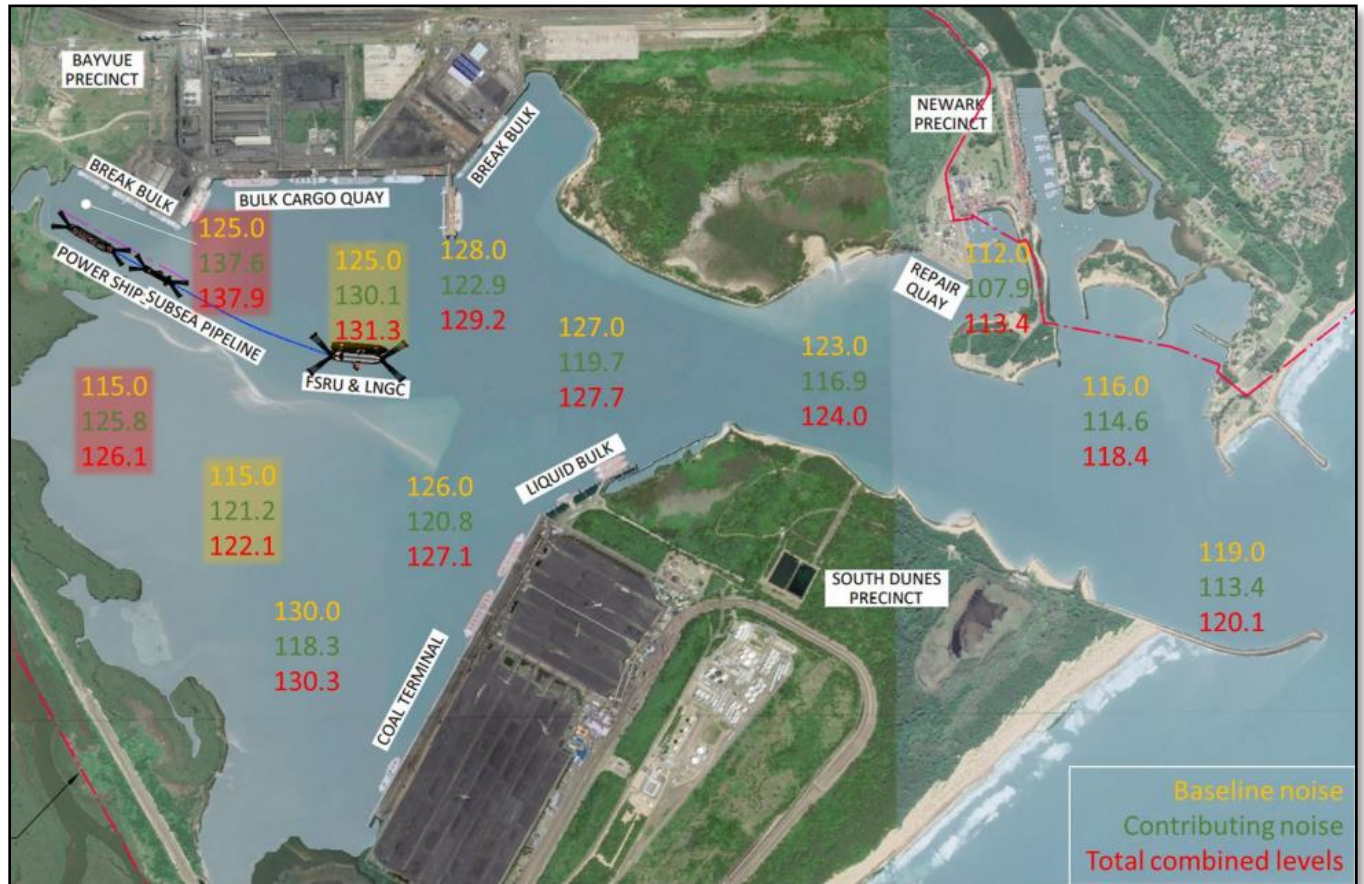 BAYVUE
PRECINCT
BREAK BULK
BULK CARGO QUAY
BREAK BULK
NEWARK
PRECINCT
REPAIR
QUAY
POWER SHIP
SUBSEA PIPELINE
FSRU & LNGC
125.0
137.6
137.9
125.0
130.1
131.3
128.0
122.9
129.2
127.0
119.7
127.7
123.0
116.9
124.0
112.0
107.9
113.4
116.0
114.6
118.4
115.0
125.8
126.1
115.0
121.2
122.1
126.0
120.8
127.1
LIQUID BULK
130.0
118.3
130.3
COAL TERMINAL
SOUTH DUNES
PRECINCT
119.0
113.4
120.1
Baseline noise
Contributing noise
Total combined levels